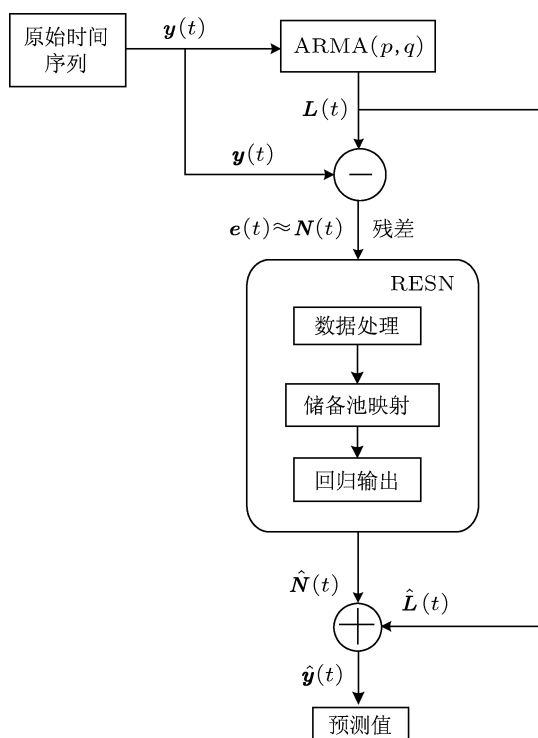 原始时间
序列
y(t)
ARMA(p, q)
L(t)
y(t)
−
e(t)≈N(t) 残差
RESN
数据处理
储备池映射
回归输出
N̂(t)
L̂(t)
+
ŷ(t)
预测值